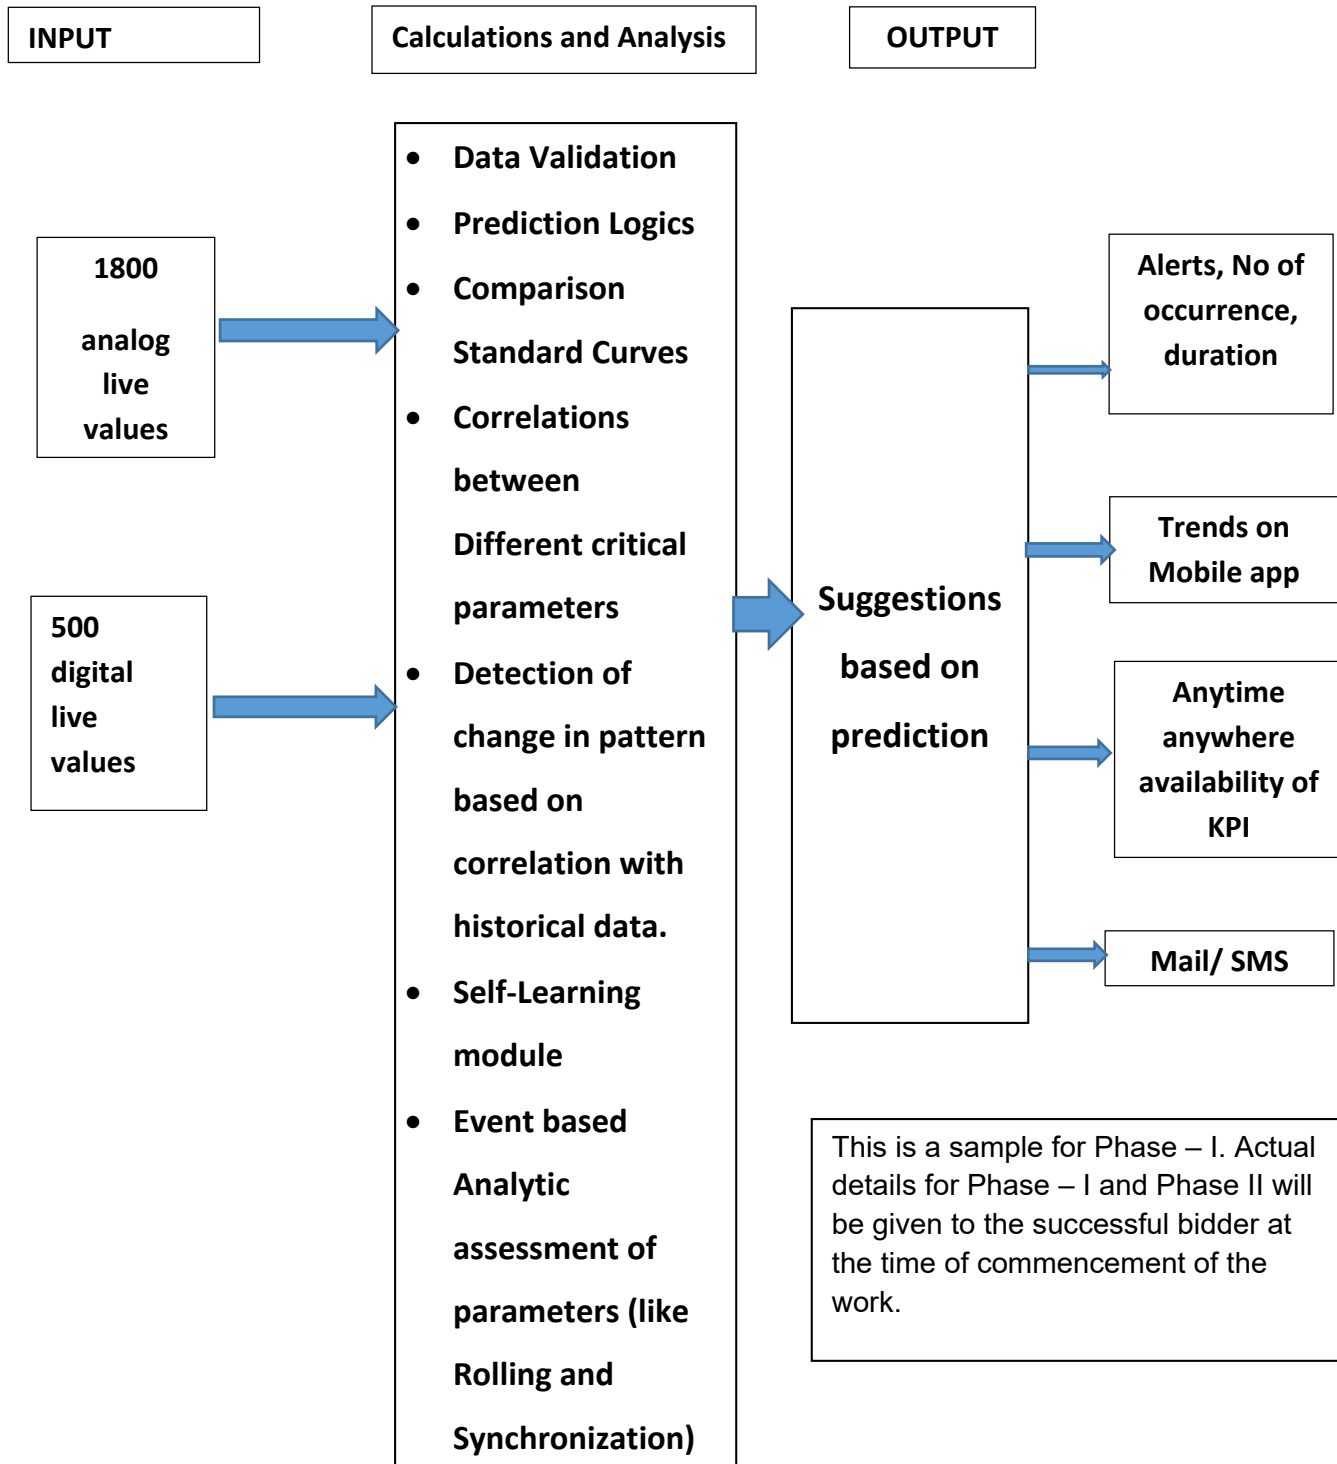 INPUT
Calculations and Analysis
OUTPUT
1800
analog
live
values
500
digital
live
values
• Data Validation
• Prediction Logics
• Comparison
Standard Curves
• Correlations
between
Different critical
parameters
• Detection of
change in pattern
based on
correlation with
historical data.
• Self-Learning
module
• Event based
Analytic
assessment of
parameters (like
Rolling and
Synchronization)
Suggestions
based on
prediction
Alerts, No of
occurrence,
duration
Trends on
Mobile app
Anytime
anywhere
availability of
KPI
Mail/ SMS
This is a sample for Phase – I. Actual
details for Phase – I and Phase II will
be given to the successful bidder at
the time of commencement of the
work.